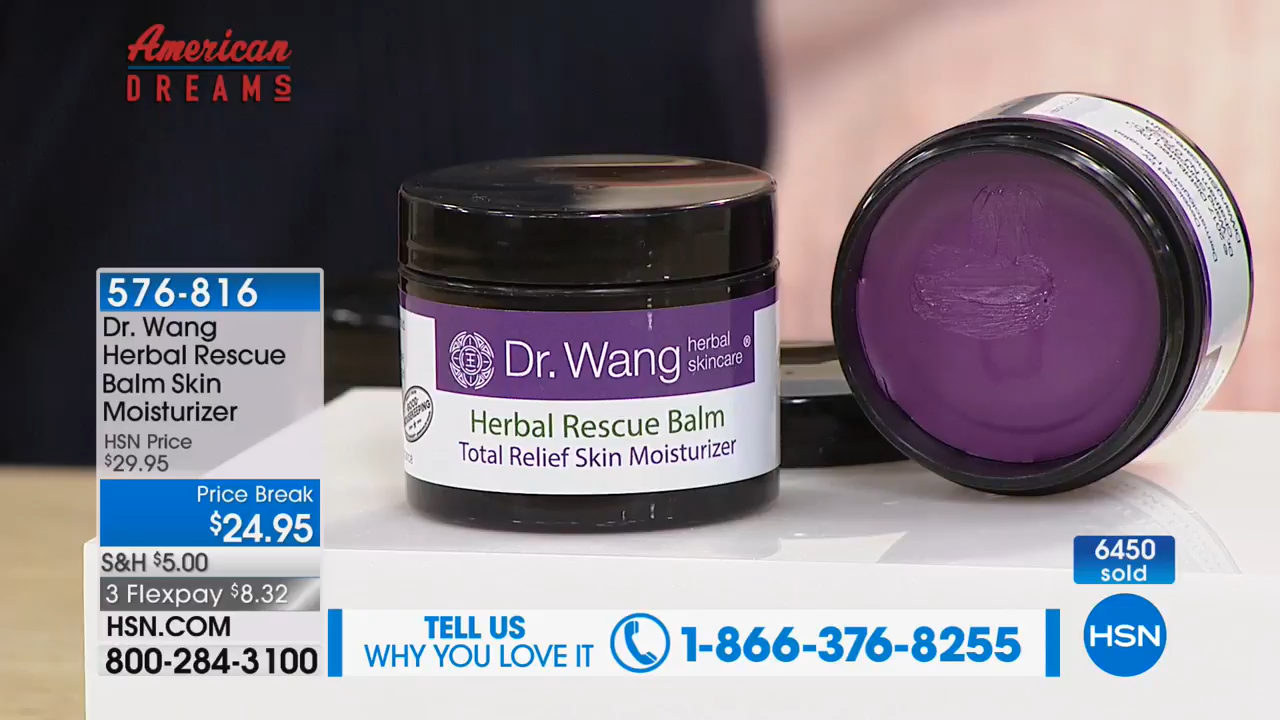 American
DREAMS
576-816
Dr. Wang
Herbal Rescue
Balm Skin
Moisturizer
HSN Price
$29.95
Price Break
$24.95
S&H $5.00
3 Flexpay $8.32
HSN.COM
800-284-3100
Dr. Wang herbal skincare®
Herbal Rescue Balm
Total Relief Skin Moisturizer
TELL US
WHY YOU LOVE IT
1-866-376-8255
6450
sold
HSN